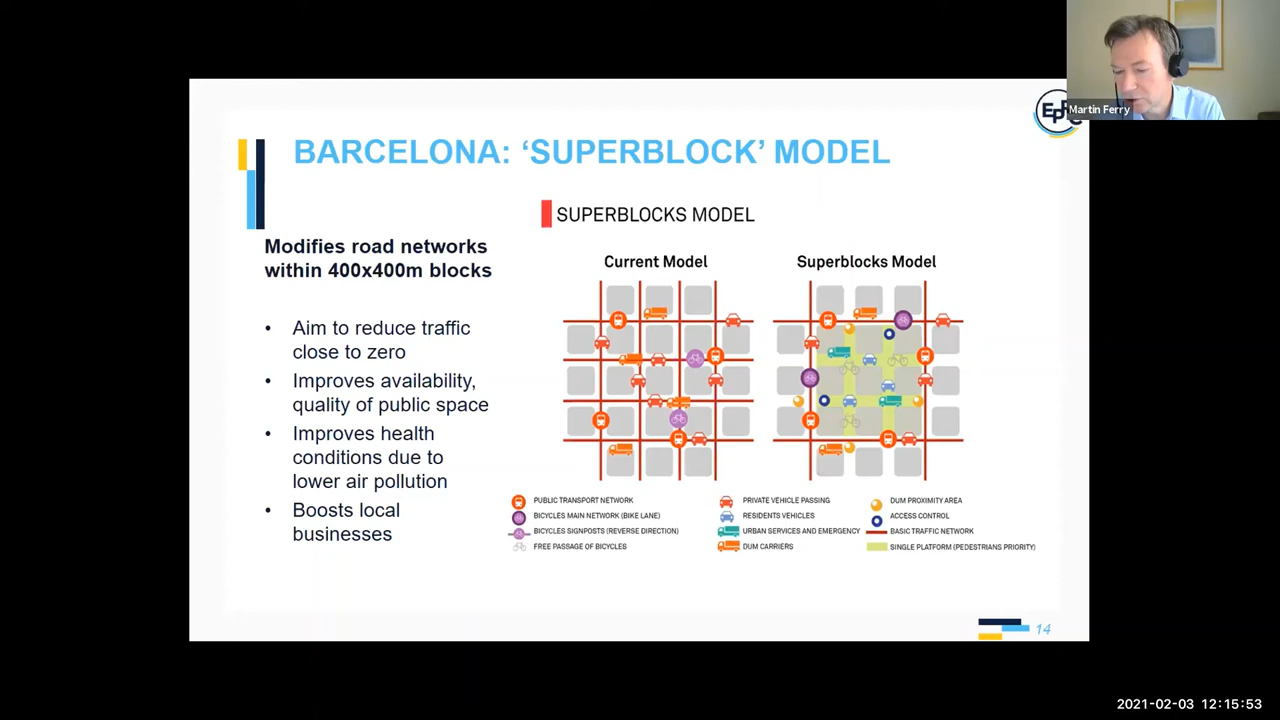 Martin Ferry
BARCELONA: ‘SUPERBLOCK’ MODEL
Modifies road networks
within 400x400m blocks
• Aim to reduce traffic
close to zero
• Improves availability,
quality of public space
• Improves health
conditions due to
lower air pollution
• Boosts local
businesses
SUPERBLOCKS MODEL
Current Model
Superblocks Model
PUBLIC TRANSPORT NETWORK
BICYCLES MAIN NETWORK (BIKE LANE)
BICYCLES SIGNPOSTS (REVERSE DIRECTION)
FREE PASSAGE OF BICYCLES
PRIVATE VEHICLE PASSING
RESIDENTS VEHICLES
URBAN SERVICES AND EMERGENCY
DUM CARRIERS
DUM PROXIMITY AREA
ACCESS CONTROL
BASIC TRAFFIC NETWORK
SINGLE PLATFORM (PEDESTRIANS PRIORITY)
14
2021-02-03 12:15:53